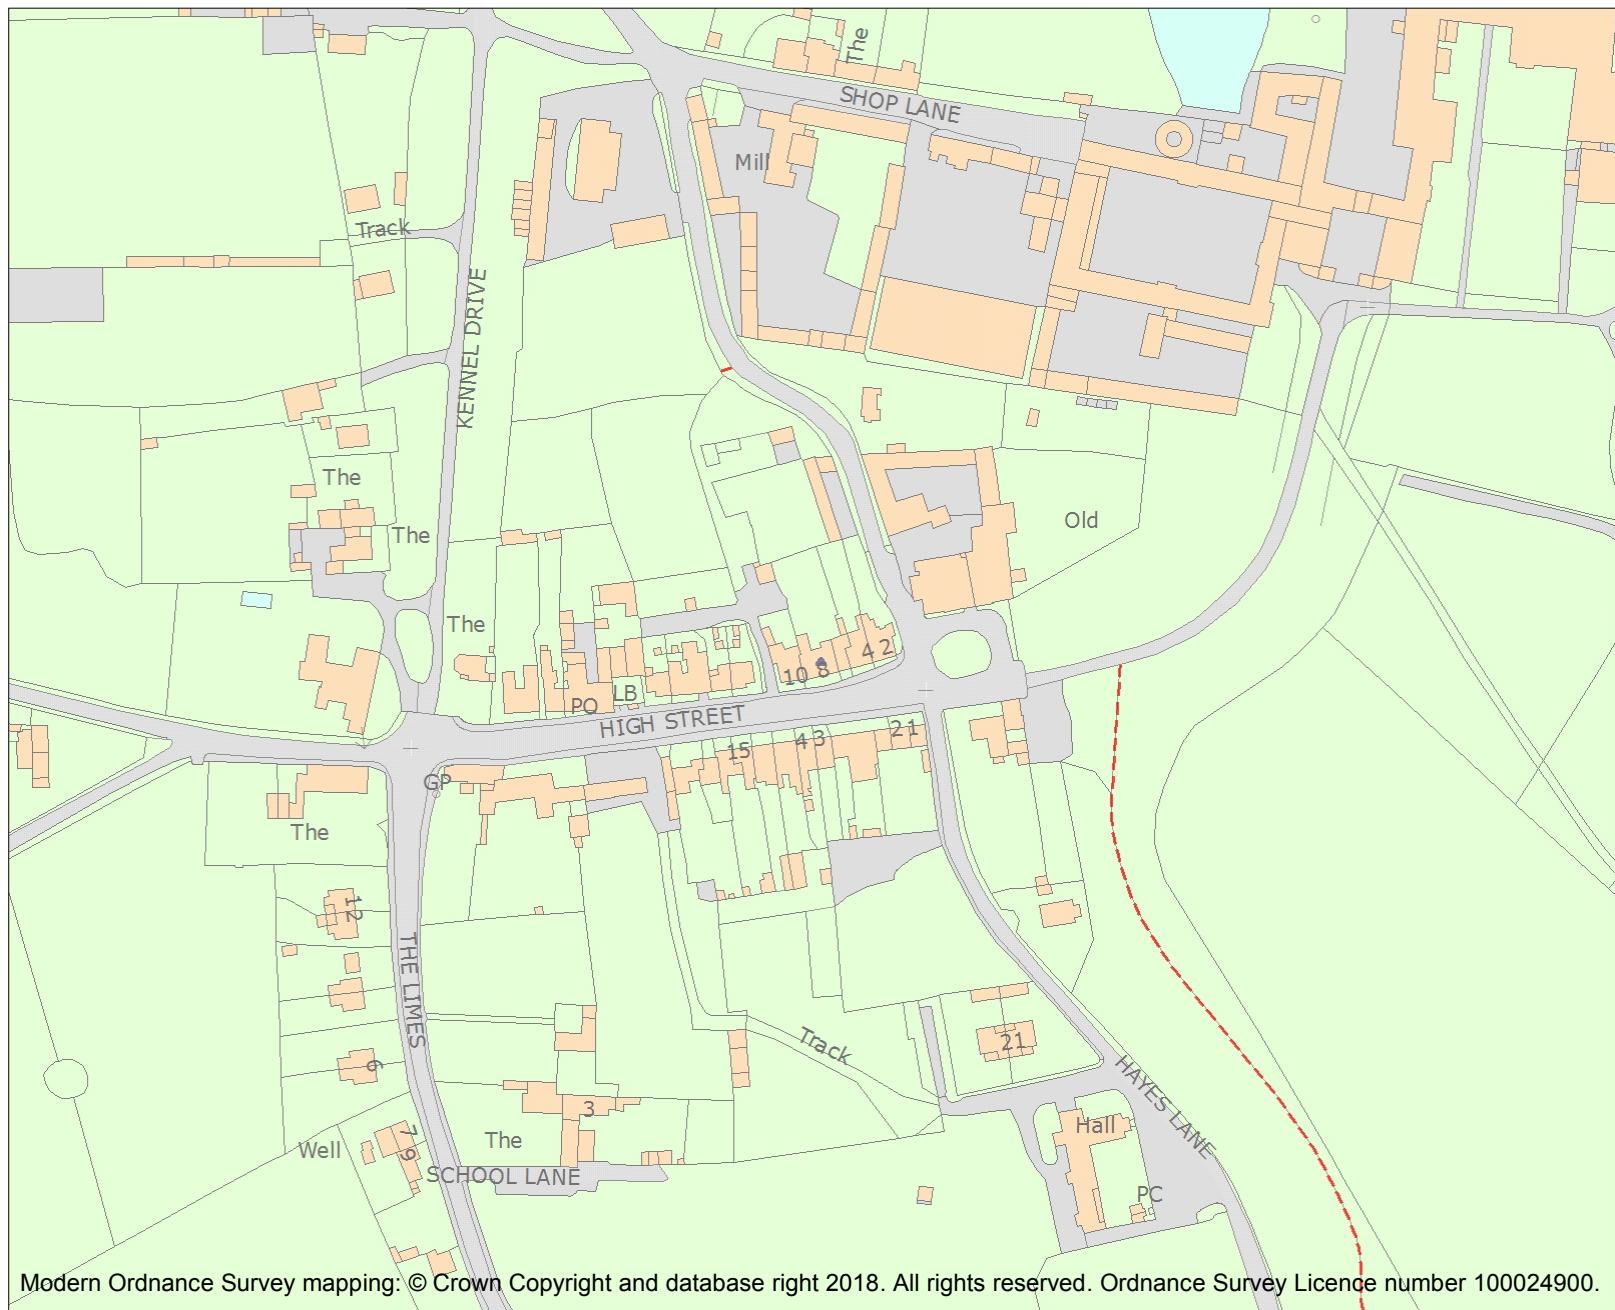 The
SHOP LANE
Mill
Track
KENNEL DRIVE
The
The
Old
The
4 2
10 8
LB
PO
HIGH STREET
2 1
4 3
15
GP
The
12
THE LIMES
Track
21
6
HAYES LANE
3
Hall
7 9
The
Well
SCHOOL LANE
PC
Modern Ordnance Survey mapping: © Crown Copyright and database right 2018. All rights reserved. Ordnance Survey Licence number 100024900.